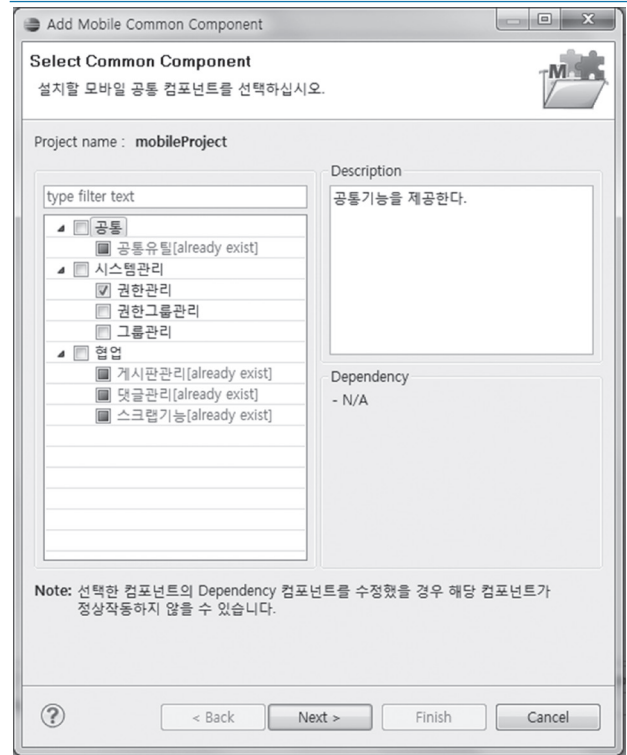 Add Mobile Common Component
Select Common Component
설치할 모바일 공통 컴포넌트를 선택하십시오.
M
Project name : mobileProject
type filter text
공통
공통유틸[already exist]
시스템관리
권한관리
권한그룹관리
그룹관리
협업
게시판관리[already exist]
댓글관리[already exist]
스크랩기능[already exist]
Description
공통기능을 제공한다.
Dependency
- N/A
Note: 선택한 컴포넌트의 Dependency 컴포넌트를 수정했을 경우 해당 컴포넌트가
정상작동하지 않을 수 있습니다.
?
< Back
Next >
Finish
Cancel